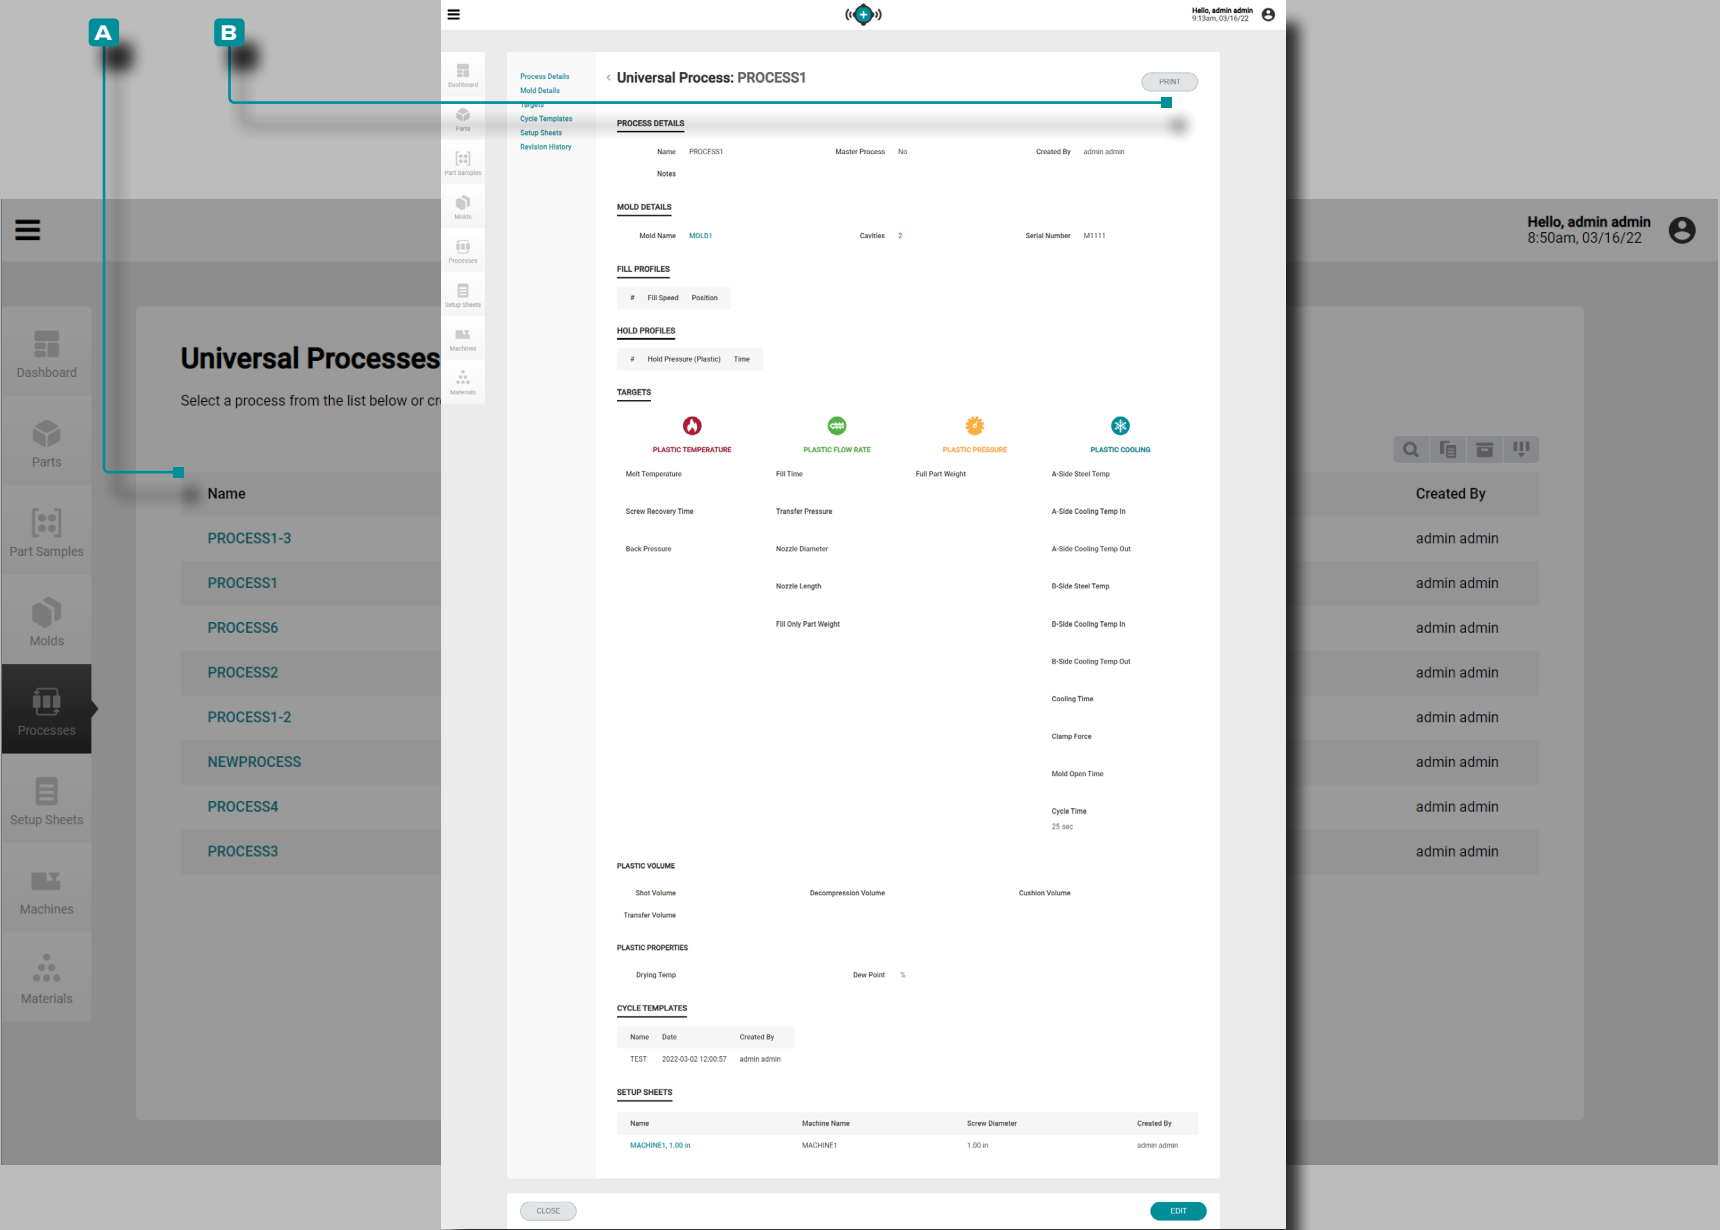 A
B
Hello, admin admin
9:13am, 03/16/22
Dashboard
Parts
Part Samples
Molds
Processes
Setup Sheets
Machines
Materials
Process Details
Mold Details
Targets
Cycle Templates
Setup Sheets
Revision History
< Universal Process: PROCESS1
PRINT
PROCESS DETAILS
Name PROCESS1 Master Process No Created By admin admin
Notes
MOLD DETAILS
Mold Name MOLD1 Cavities 2 Serial Number M1111
FILL PROFILES
# Fill Speed Position
HOLD PROFILES
# Hold Pressure (Plastic) Time
TARGETS
PLASTIC TEMPERATURE PLASTIC FLOW RATE PLASTIC PRESSURE PLASTIC COOLING
Melt Temperature Fill Time Full Part Weight A-Side Steel Temp
Screw Recovery Time Transfer Pressure A-Side Cooling Temp In
Back Pressure Nozzle Diameter A-Side Cooling Temp Out
Nozzle Length B-Side Steel Temp
Fill Only Part Weight B-Side Cooling Temp In
B-Side Cooling Temp Out
Cooling Time
Clamp Force
Mold Open Time
Cycle Time
25 sec
PLASTIC VOLUME
Shot Volume Decompression Volume Cushion Volume
Transfer Volume
PLASTIC PROPERTIES
Drying Temp Dew Point %
CYCLE TEMPLATES
Name Date Created By
TEST 2022-03-02 12:00:57 admin admin
SETUP SHEETS
Name Machine Name Screw Diameter Created By
MACHINE1, 1.00 in MACHINE1 1.00 in admin admin
CLOSE
EDIT
Hello, admin admin
8:50am, 03/16/22
Dashboard
Parts
Part Samples
Molds
Processes
Setup Sheets
Machines
Materials
Universal Processes
Select a process from the list below or cr
Name Created By
PROCESS1-3 admin admin
PROCESS1 admin admin
PROCESS6 admin admin
PROCESS2 admin admin
PROCESS1-2 admin admin
NEWPROCESS admin admin
PROCESS4 admin admin
PROCESS3 admin admin